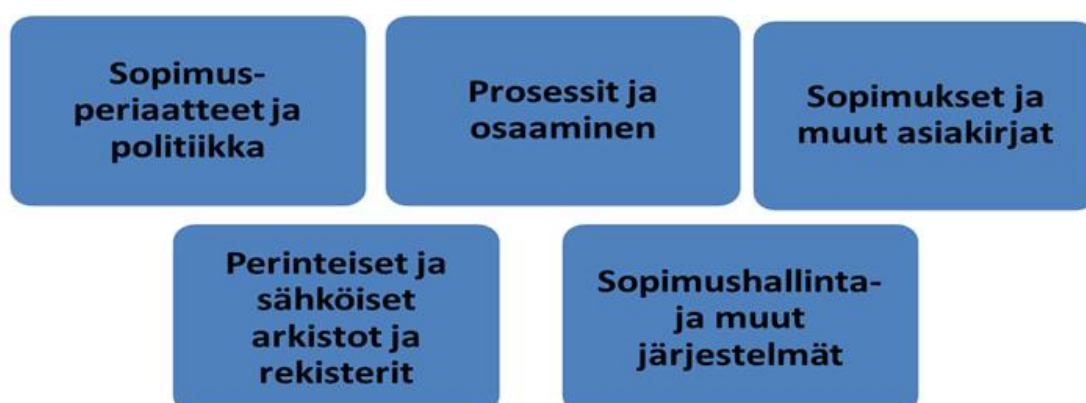 Sopimus-
periaatteet ja
politiikka
Prosessit ja
osaaminen
Sopimukset ja
muut asiakirjat
Perinteiset ja
sähköiset
arkistot ja
rekisterit
Sopimushallinta-
ja muut
järjestelmät